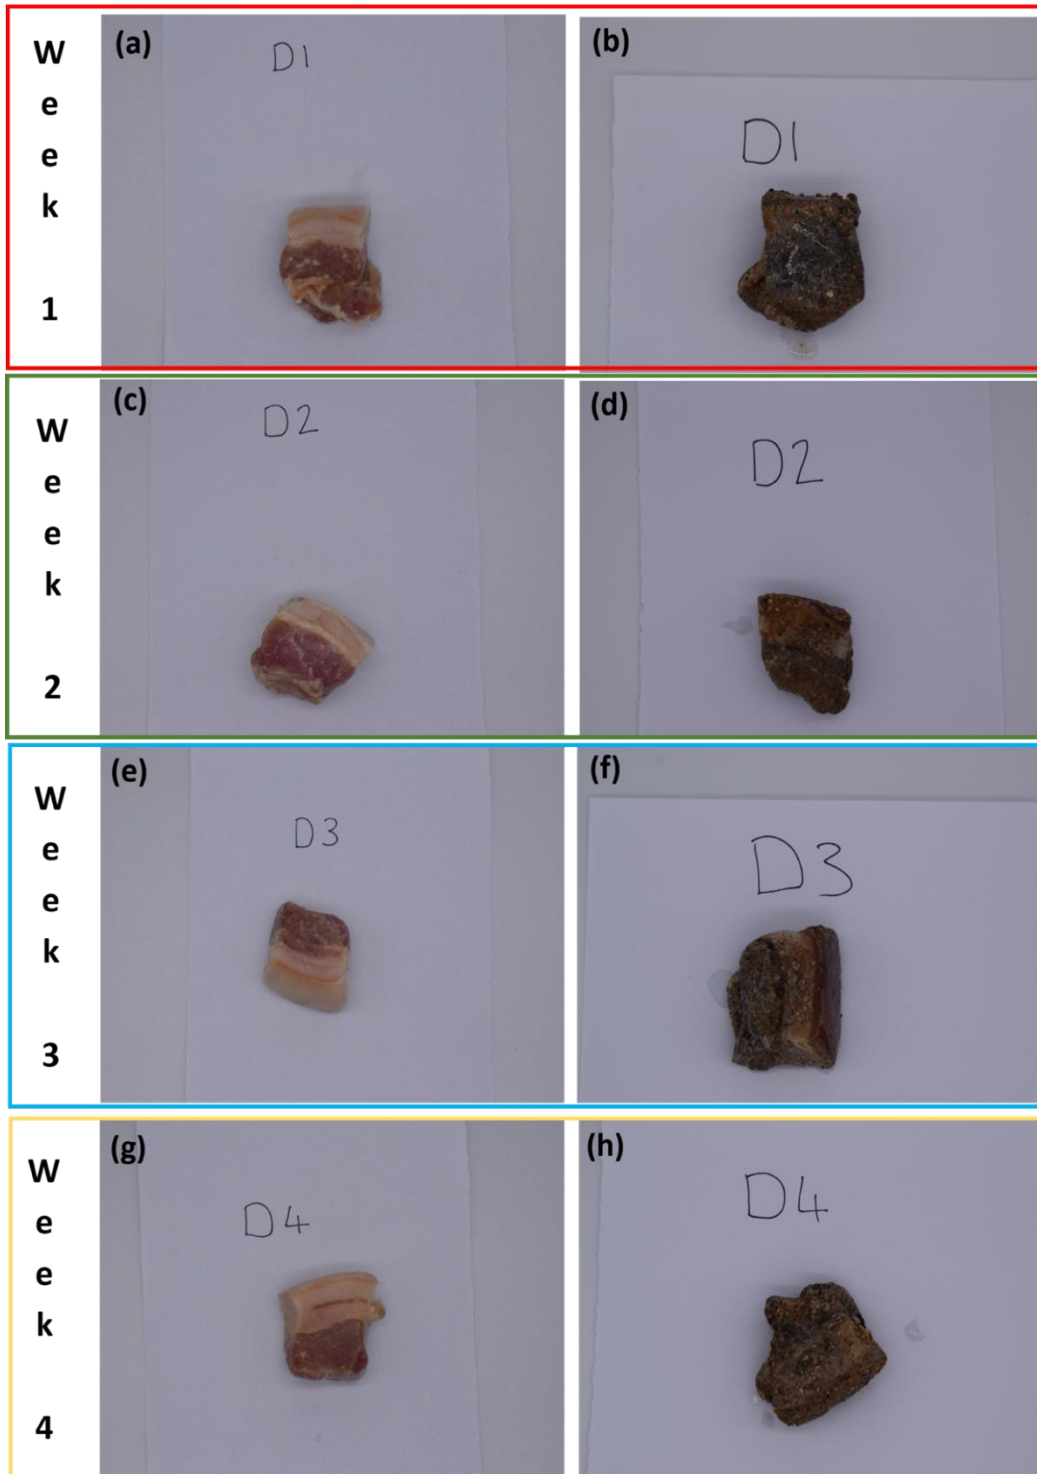 Week 1
(a)
D1
(b)
D1
Week 2
(c)
D2
(d)
D2
Week 3
(e)
D3
(f)
D3
Week 4
(g)
D4
(h)
D4